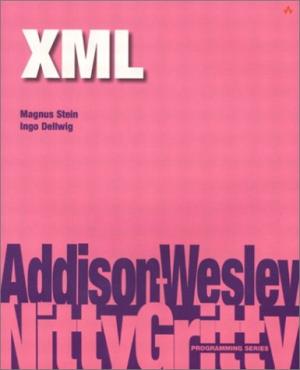 XML
Magnus Stein
Ingo Dellwig
Addison-Wesley
NittyGritty
PROGRAMMING SERIES